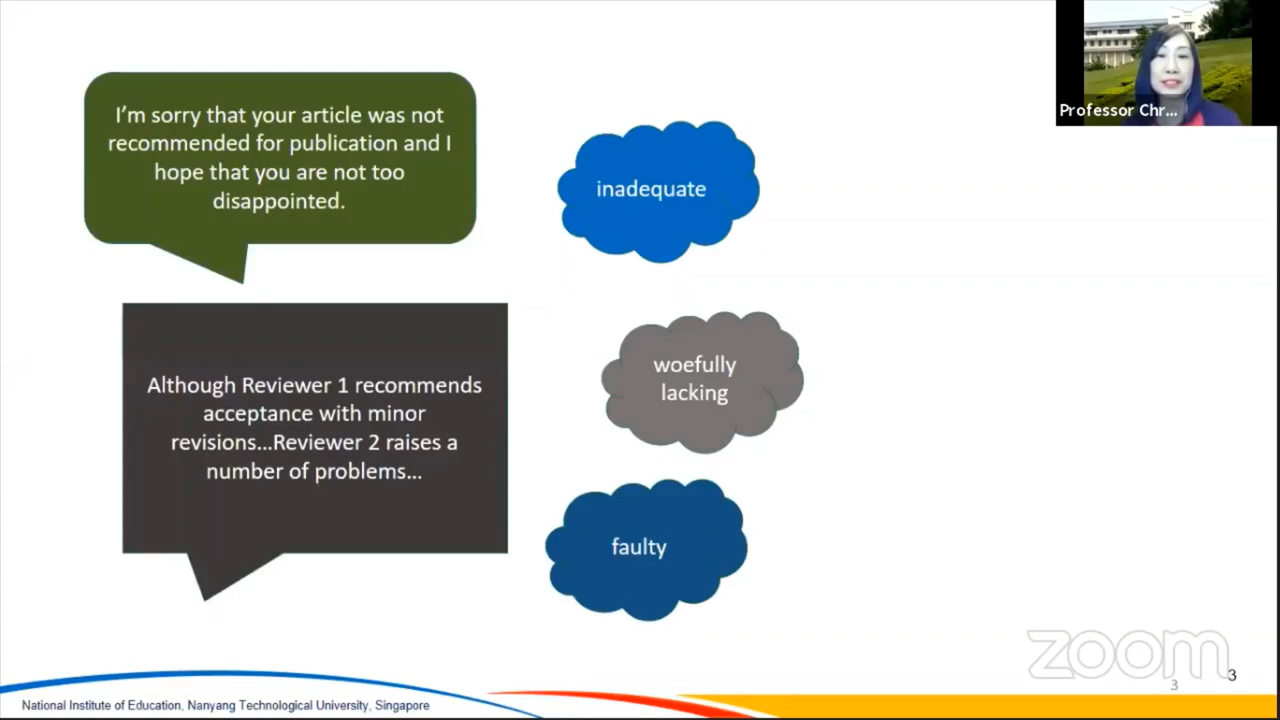 I'm sorry that your article was not
recommended for publication and I
hope that you are not too
disappointed.
inadequate
Professor Chr...
Although Reviewer 1 recommends
acceptance with minor
revisions...Reviewer 2 raises a
number of problems...
woefully
lacking
faulty
zoom
3
3
National Institute of Education, Nanyang Technological University, Singapore